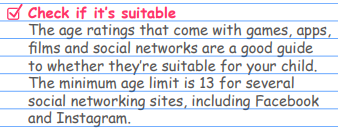 Check if it's suitable
The age ratings that come with games, apps,
films and social networks are a good guide
to whether they're suitable for your child.
The minimum age limit is 13 for several
social networking sites, including Facebook
and Instagram.